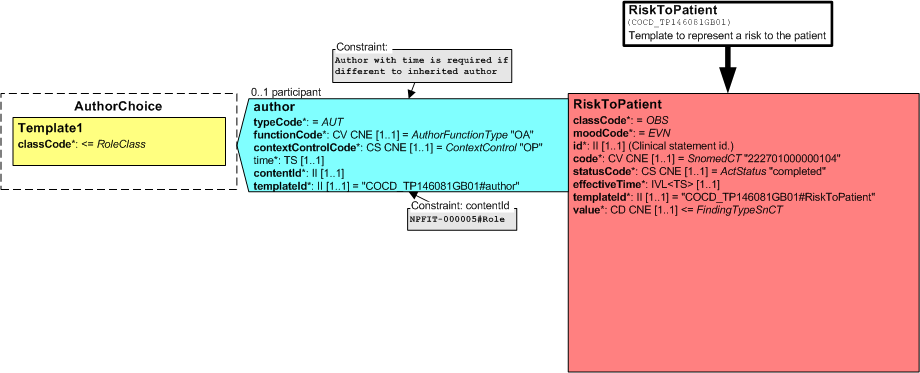 RiskToPatient
(COCD_TP146081GB01)
Template to represent a risk to the patient
Constraint:
Author with time is required if
different to inherited author
0..1 participant
AuthorChoice
Template1
classCode*: <= RoleClass
author
typeCode*: = AUT
functionCode*: CV CNE [1..1] = AuthorFunctionType "OA"
contextControlCode*: CS CNE [1..1] = ContextControl "OP"
time*: TS [1..1]
contentId*: II [1..1]
templateId*: II [1..1] = "COCD_TP146081GB01#author"
Constraint: contentId
NPFIT-000005#Role
RiskToPatient
classCode*: = OBS
moodCode*: = EVN
id*: II [1..1] (Clinical statement id.)
code*: CV CNE [1..1] = SnomedCT "222701000000104"
statusCode*: CS CNE [1..1] = ActStatus "completed"
effectiveTime*: IVL<TS> [1..1]
templateId*: II [1..1] = "COCD_TP146081GB01#RiskToPatient"
value*: CD CNE [1..1] <= FindingTypeSnCT